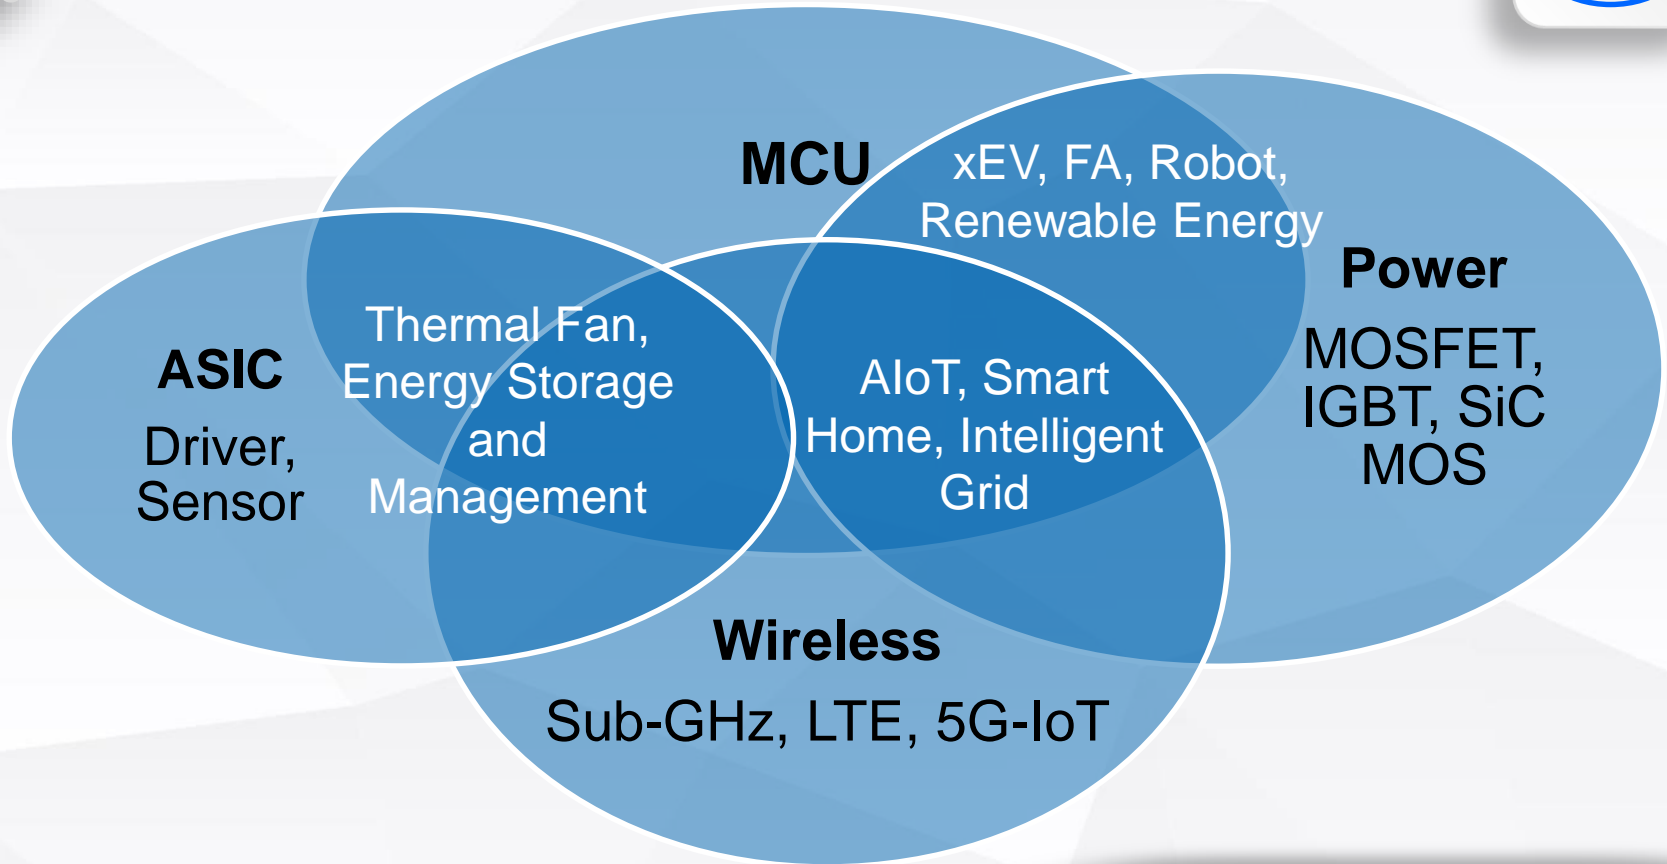 MCU
xEV, FA, Robot,
Renewable Energy
Power
MOSFET,
IGBT, SiC
MOS
ASIC
Driver,
Sensor
Thermal Fan,
Energy Storage
and
Management
AIoT, Smart
Home, Intelligent
Grid
Wireless
Sub-GHz, LTE, 5G-IoT